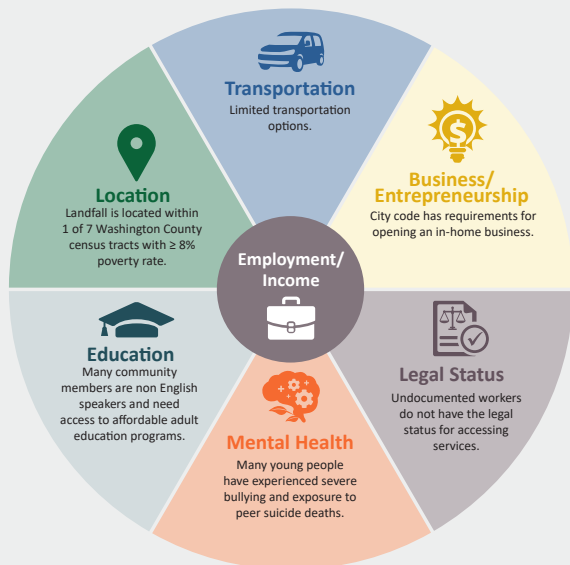 Transportation
Limited transportation
options.
Business/
Entrepreneurship
City code has requirements for
opening an in-home business.
Location
Landfall is located within
1 of 7 Washington County
census tracts with ≥ 8%
poverty rate.
Employment/
Income
Education
Many community
members are non English
speakers and need
access to affordable adult
education programs.
Legal Status
Undocumented workers
do not have the legal
status for accessing
services.
Mental Health
Many young people
have experienced severe
bullying and exposure to
peer suicide deaths.